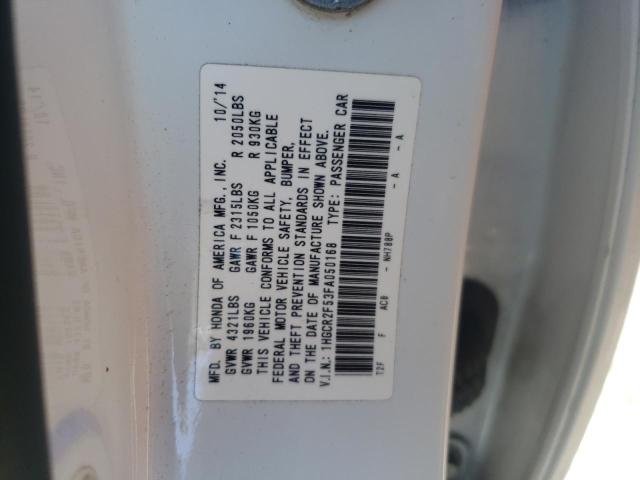 MFD. BY HONDA OF AMERICA MFG., INC. 10/'14
GVWR 4321LBS GAWR F 2315LBS R 2050LBS
GVWR 1960KG GAWR F 1050KG R 930KG
THIS VEHICLE CONFORMS TO ALL APPLICABLE
FEDERAL MOTOR VEHICLE SAFETY, BUMPER,
AND THEFT PREVENTION STANDARDS IN EFFECT
ON THE DATE OF MANUFACTURE SHOWN ABOVE.
V.I.N.: 1HGCR2F53FA050168 TYPE: PASSENGER CAR
T2F F ACB - NH788P - A - A